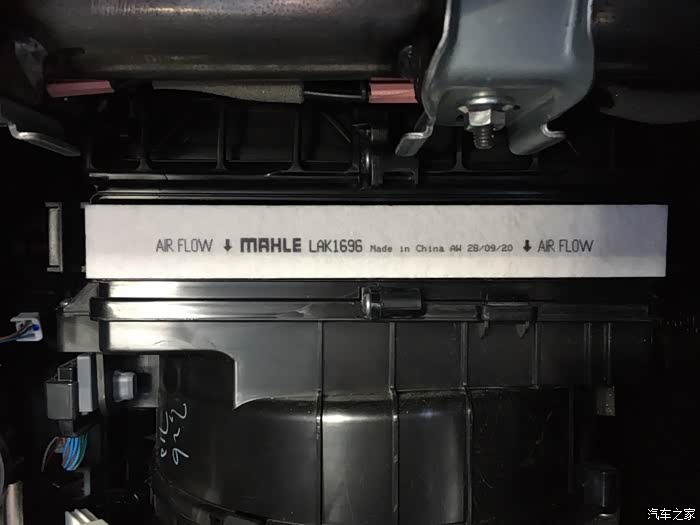 AIR FLOW ⬇ MAHLE LAK1696 Made in China AW 28/09/20 ⬇ AIR FLOW
汽车之家